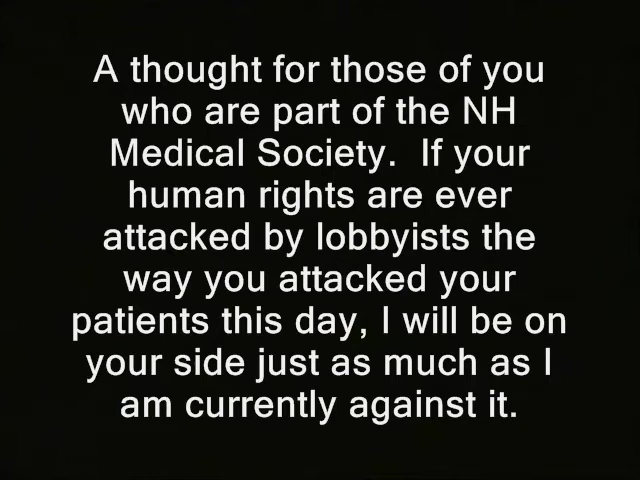 A thought for those of you
who are part of the NH
Medical Society.  If your
human rights are ever
attacked by lobbyists the
way you attacked your
patients this day, I will be on
your side just as much as I
am currently against it.